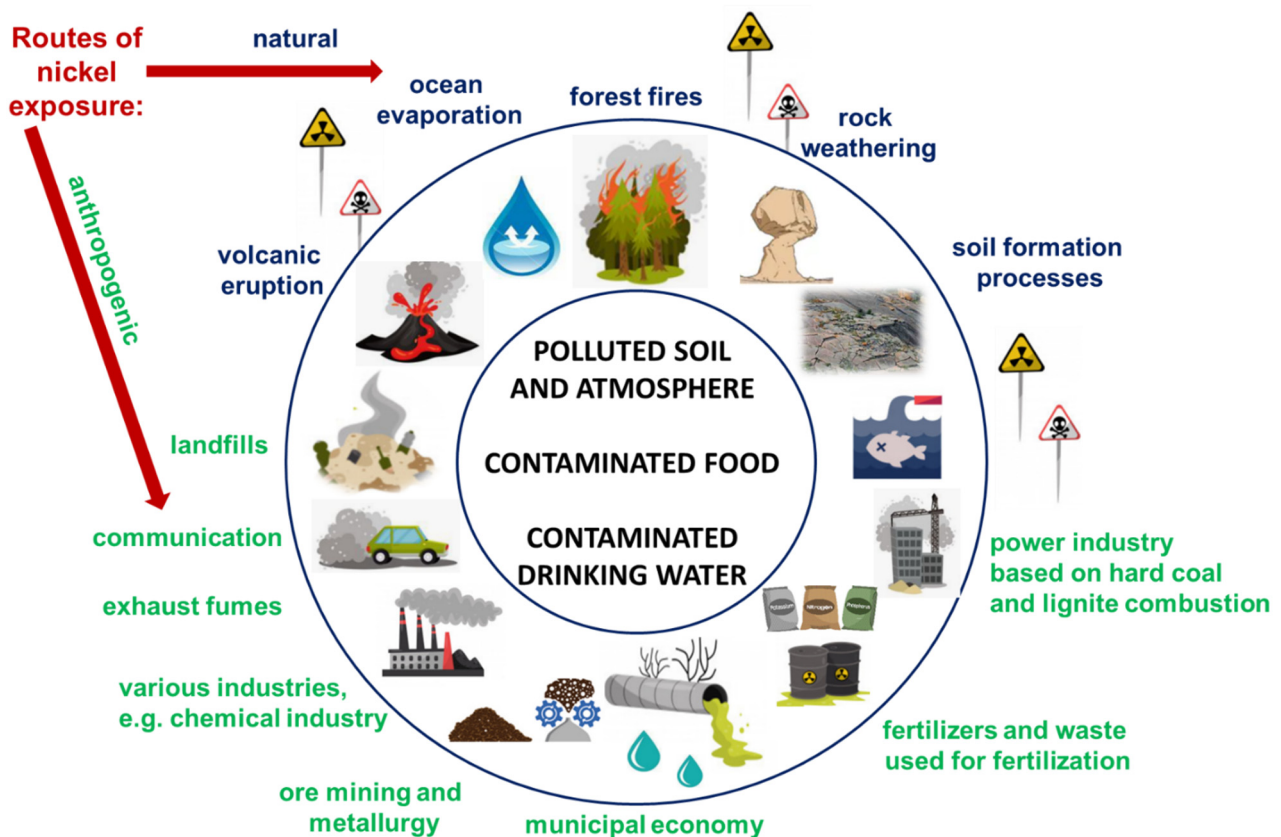 Routes of
nickel
exposure:
natural
anthropogenic
ocean
evaporation
forest fires
rock
weathering
volcanic
eruption
soil formation
processes
POLLUTED SOIL
AND ATMOSPHERE
CONTAMINATED FOOD
CONTAMINATED
DRINKING WATER
landfills
communication
exhaust fumes
various industries,
e.g. chemical industry
ore mining and
metallurgy
municipal economy
power industry
based on hard coal
and lignite combustion
Potassium
Nitrogen
fertilizers and waste
used for fertilization